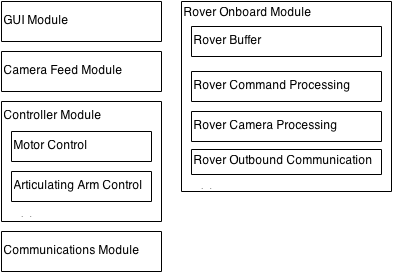 GUI Module
Camera Feed Module
Controller Module
Motor Control
Articulating Arm Control
. .
Communications Module
Rover Onboard Module
Rover Buffer
Rover Command Processing
Rover Camera Processing
Rover Outbound Communication
. .